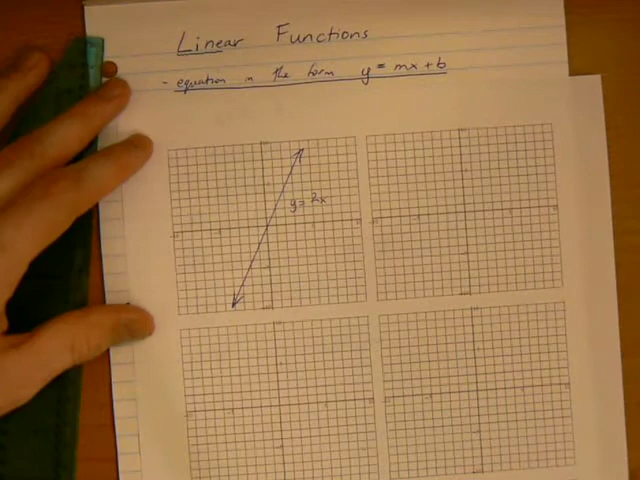 Linear Functions
- equation in the form y = mx + b
y = 2x